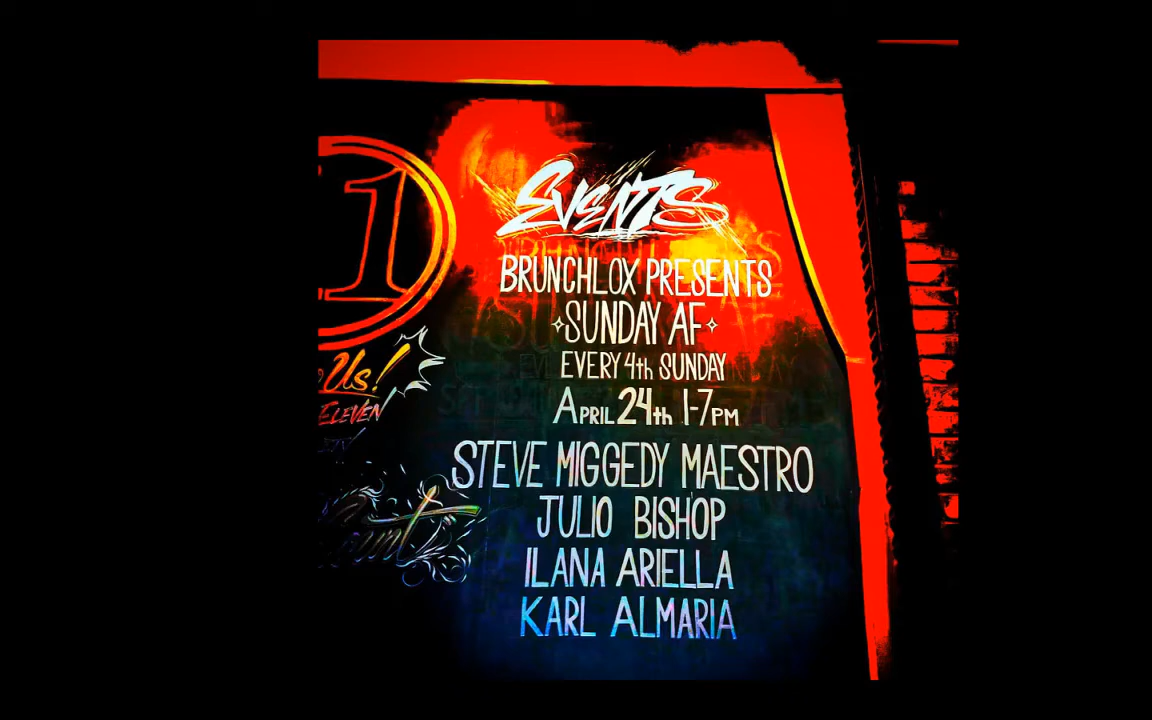 11
Us!
ELEVEN
EVENTS
BRUNCHLOX PRESENTS
SUNDAY AF
EVERY 4th SUNDAY
APRIL 24th 1-7PM
STEVE MIGGEDY MAESTRO
JULIO BISHOP
ILANA ARIELLA
KARL ALMARIA